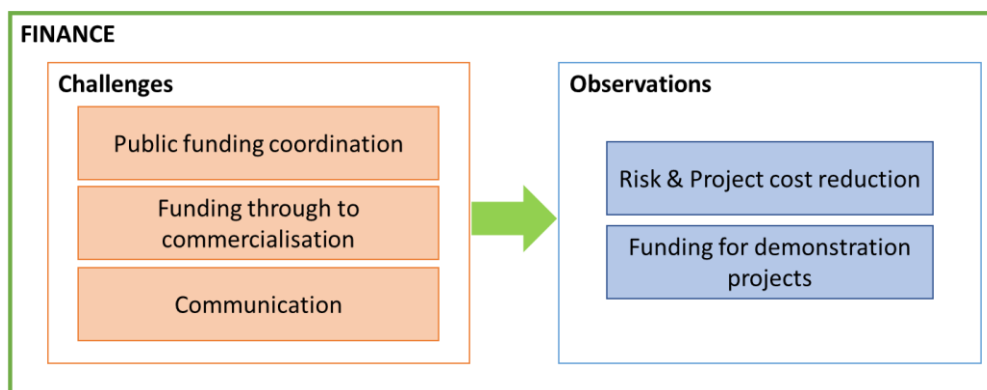 FINANCE
Challenges
Public funding coordination
Funding through to
commercialisation
Communication
Observations
Risk & Project cost reduction
Funding for demonstration
projects